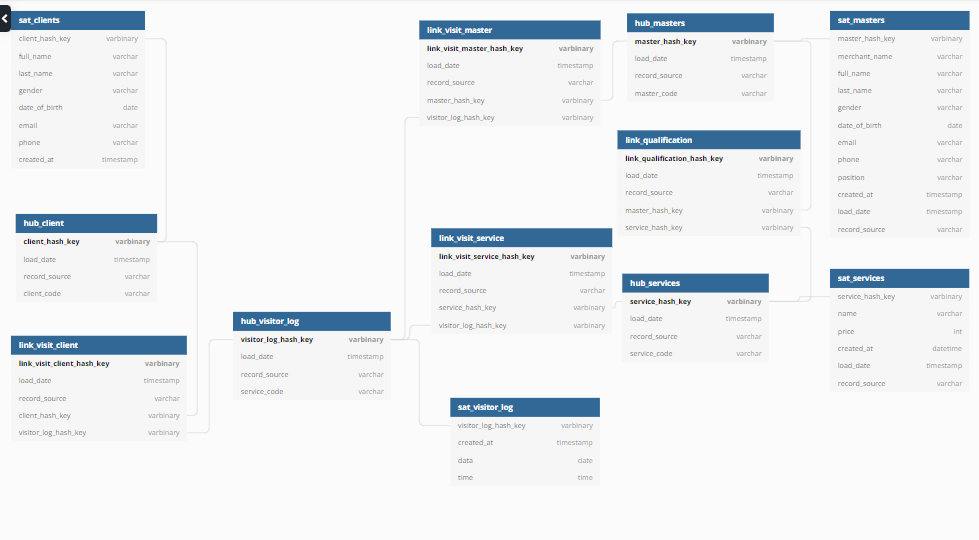 sat_clients
client_hash_key varbinary
full_name varchar
last_name varchar
gender varchar
date_of_birth date
email varchar
phone varchar
created_at timestamp
hub_client
client_hash_key varbinary
load_date timestamp
record_source varchar
client_code varchar
link_visit_client
link_visit_client_hash_key varbinary
load_date timestamp
record_source varchar
client_hash_key varbinary
visitor_log_hash_key varbinary
hub_visitor_log
visitor_log_hash_key varbinary
load_date timestamp
record_source varchar
service_code varchar
link_visit_master
link_visit_master_hash_key varbinary
load_date timestamp
record_source varchar
master_hash_key varbinary
visitor_log_hash_key varbinary
link_visit_service
link_visit_service_hash_key varbinary
load_date timestamp
record_source varchar
service_hash_key varbinary
visitor_log_hash_key varbinary
sat_visitor_log
visitor_log_hash_key varbinary
created_at timestamp
data date
time time
hub_masters
master_hash_key varbinary
load_date timestamp
record_source varchar
master_code varchar
link_qualification
link_qualification_hash_key varbinary
load_date timestamp
record_source varchar
master_hash_key varbinary
service_hash_key varbinary
hub_services
service_hash_key varbinary
load_date timestamp
record_source varchar
service_code varchar
sat_masters
master_hash_key varbinary
merchant_name varchar
full_name varchar
last_name varchar
gender varchar
date_of_birth date
email varchar
phone varchar
position varchar
created_at timestamp
load_date timestamp
record_source varchar
sat_services
service_hash_key varbinary
name varchar
price int
created_at datetime
load_date timestamp
record_source varchar